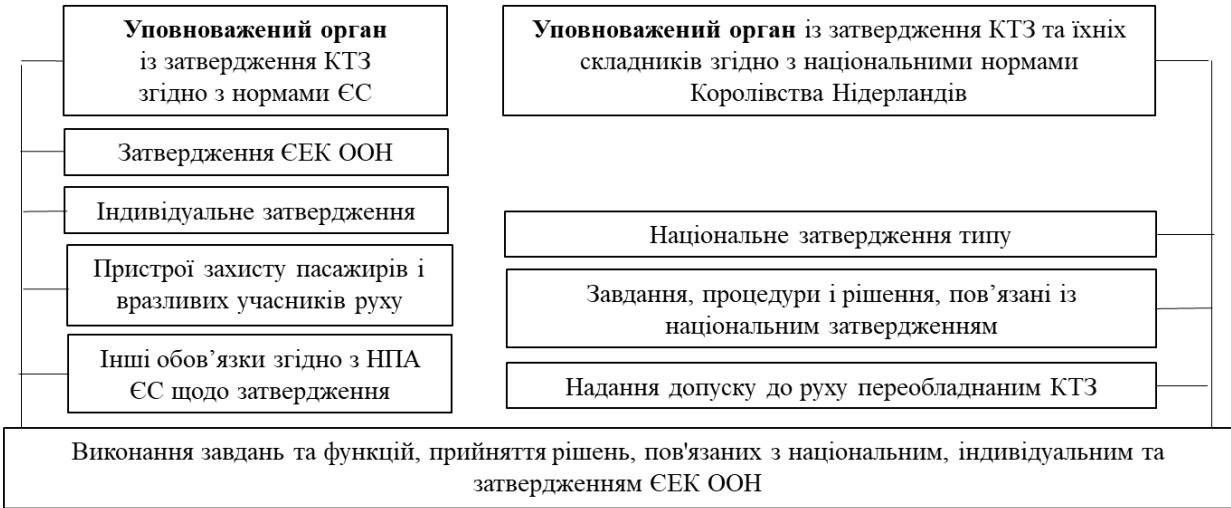 Уповноважений орган
із затвердження КТЗ
згідно з нормами ЄС
Затвердження ЄЕК ООН
Індивідуальне затвердження
Пристрої захисту пасажирів і
вразливих учасників руху
Інші обов’язки згідно з НПА
ЄС щодо затвердження
Уповноважений орган із затвердження КТЗ та їхніх
складників згідно з національними нормами
Королівства Нідерландів
Національне затвердження типу
Завдання, процедури і рішення, пов’язані із
національним затвердженням
Надання допуску до руху переобладнаним КТЗ
Виконання завдань та функцій, прийняття рішень, пов'язаних з національним, індивідуальним та
затвердженням ЄЕК ООН